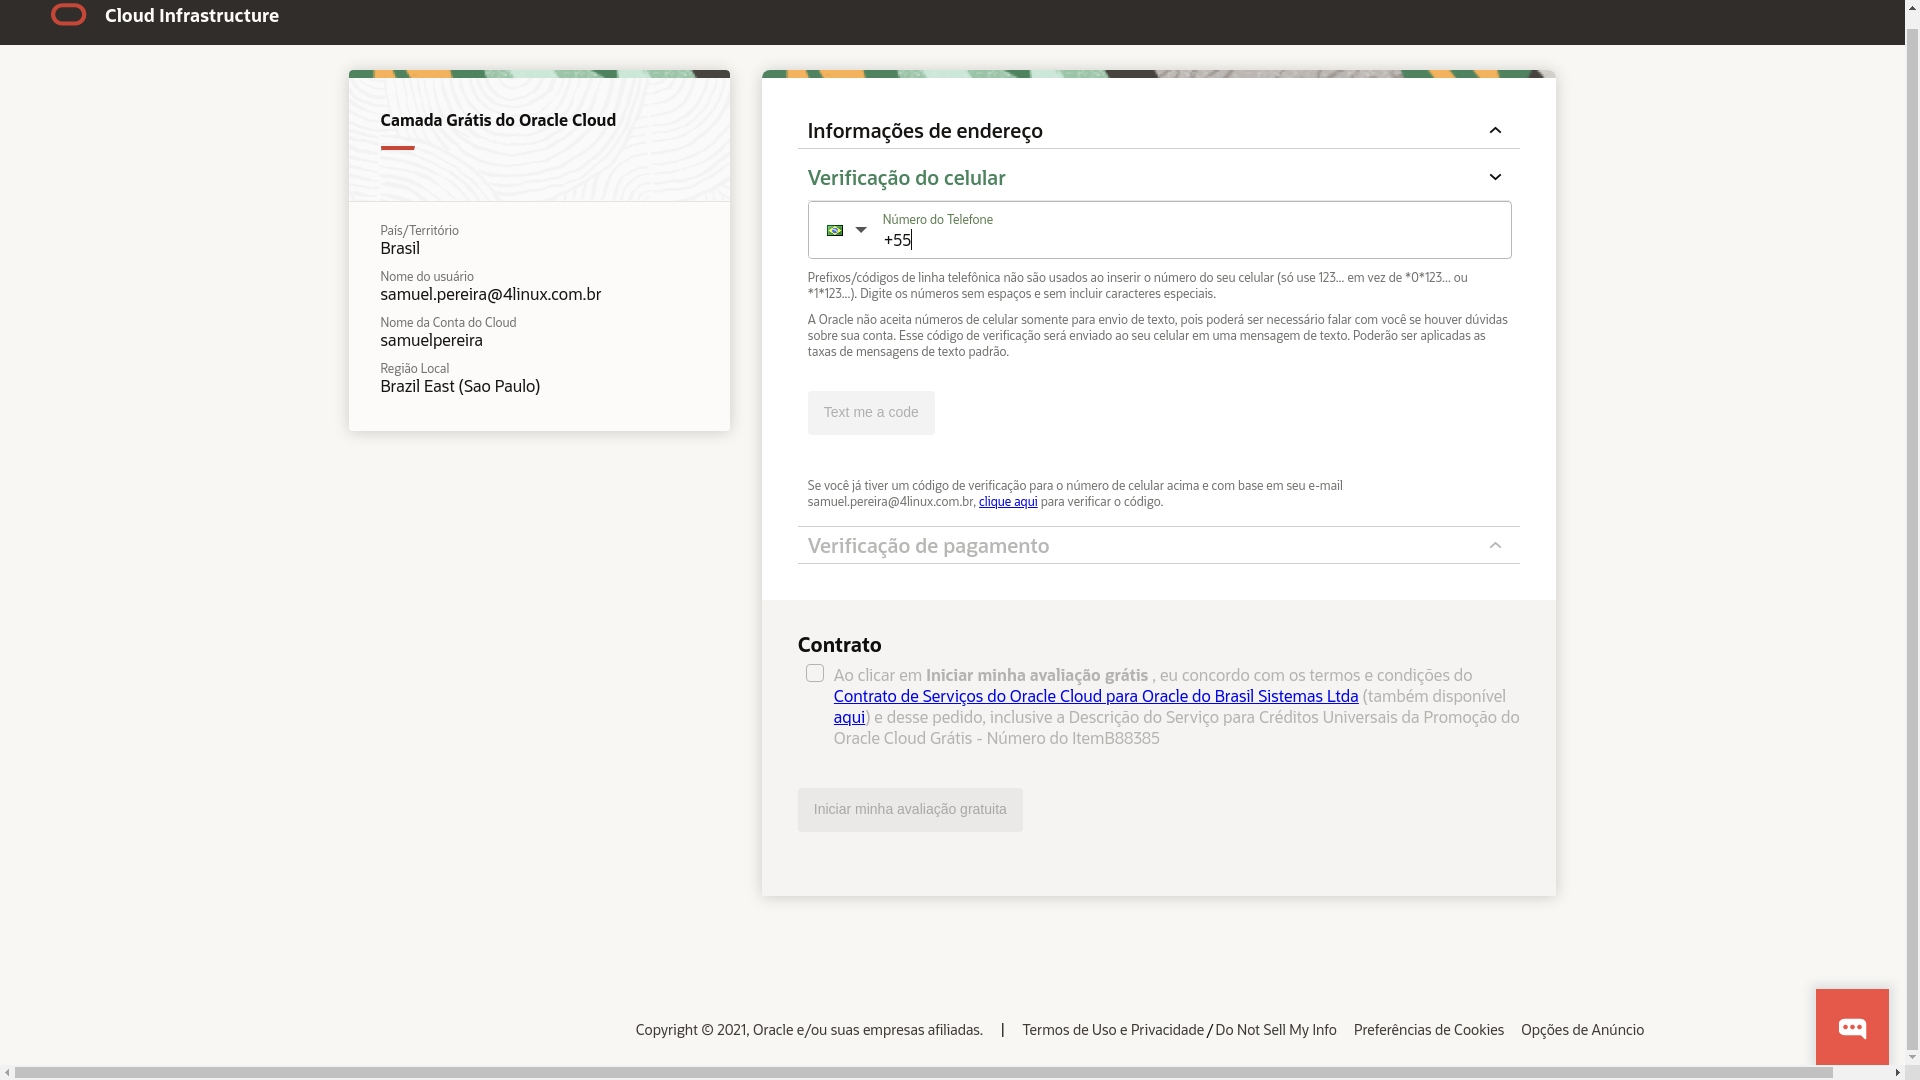 Cloud Infrastructure
Camada Grátis do Oracle Cloud
País/Território
Brasil
Nome do usuário
samuel.pereira@4linux.com.br
Nome da Conta do Cloud
samuelpereira
Região Local
Brazil East (Sao Paulo)
Informações de endereço
Verificação do celular
Número do Telefone
+55
Prefixos/códigos de linha telefônica não são usados ao inserir o número do seu celular (só use 123... em vez de *0*123... ou
*1*123...). Digite os números sem espaços e sem incluir caracteres especiais.
A Oracle não aceita números de celular somente para envio de texto, pois poderá ser necessário falar com você se houver dúvidas
sobre sua conta. Esse código de verificação será enviado ao seu celular em uma mensagem de texto. Poderão ser aplicadas as
taxas de mensagens de texto padrão.
Text me a code
Se você já tiver um código de verificação para o número de celular acima e com base em seu e-mail
samuel.pereira@4linux.com.br, clique aqui para verificar o código.
Verificação de pagamento
Contrato
Ao clicar em Iniciar minha avaliação grátis , eu concordo com os termos e condições do
Contrato de Serviços do Oracle Cloud para Oracle do Brasil Sistemas Ltda (também disponível
aqui) e desse pedido, inclusive a Descrição do Serviço para Créditos Universais da Promoção do
Oracle Cloud Grátis - Número do ItemB88385
Iniciar minha avaliação gratuita
Copyright © 2021, Oracle e/ou suas empresas afiliadas. | Termos de Uso e Privacidade / Do Not Sell My Info Preferências de Cookies Opções de Anúncio